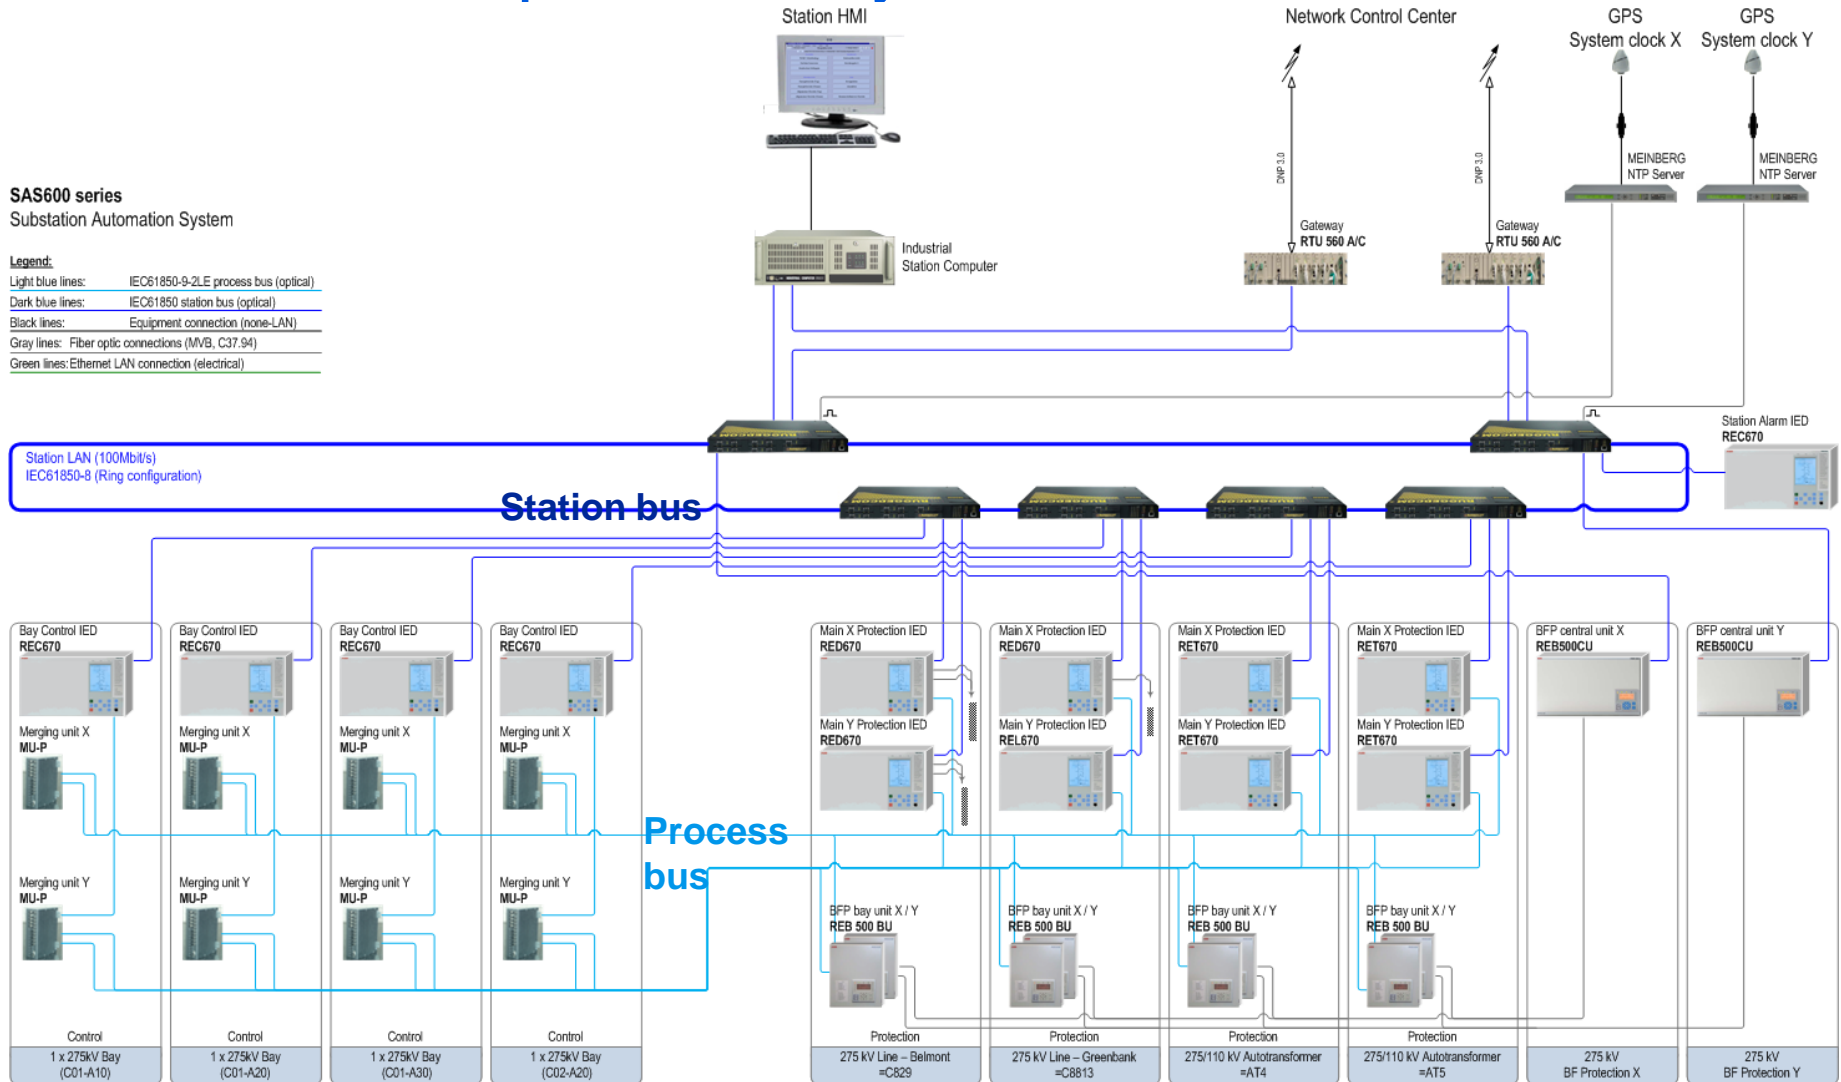 Station HMI
Network Control Center
GPS
System clock X
GPS
System clock Y
DNP 3.0
DNP 3.0
MEINBERG
NTP Server
MEINBERG
NTP Server
SAS600 series
Substation Automation System
Gateway
RTU 560 A/C
Gateway
RTU 560 A/C
Industrial
Station Computer
Legend:
Light blue lines: IEC61850-9-2LE process bus (optical)
Dark blue lines: IEC61850 station bus (optical)
Black lines: Equipment connection (none-LAN)
Gray lines: Fiber optic connections (MVB, C37.94)
Green lines: Ethernet LAN connection (electrical)
Station Alarm IED
REC670
Station LAN (100Mbit/s)
IEC61850-8 (Ring configuration)
Station bus
Bay Control IED
REC670
Bay Control IED
REC670
Bay Control IED
REC670
Bay Control IED
REC670
Main X Protection IED
RED670
Main X Protection IED
RED670
Main X Protection IED
RET670
Main X Protection IED
RET670
BFP central unit X
REB500CU
BFP central unit Y
REB500CU
Merging unit X
MU-P
Merging unit X
MU-P
Merging unit X
MU-P
Merging unit X
MU-P
Main Y Protection IED
RED670
Main Y Protection IED
REL670
Main Y Protection IED
RET670
Main Y Protection IED
RET670
Process
bus
Merging unit Y
MU-P
Merging unit Y
MU-P
Merging unit Y
MU-P
Merging unit Y
MU-P
BFP bay unit X / Y
REB 500 BU
BFP bay unit X / Y
REB 500 BU
BFP bay unit X / Y
REB 500 BU
BFP bay unit X / Y
REB 500 BU
Control
1 x 275kV Bay
(C01-A10)
Control
1 x 275kV Bay
(C01-A20)
Control
1 x 275kV Bay
(C01-A30)
Control
1 x 275kV Bay
(C02-A20)
Protection
275 kV Line – Belmont
=C829
Protection
275 kV Line – Greenbank
=C8813
Protection
275/110 kV Autotransformer
=AT4
Protection
275/110 kV Autotransformer
=AT5
275 kV
BF Protection X
275 kV
BF Protection Y